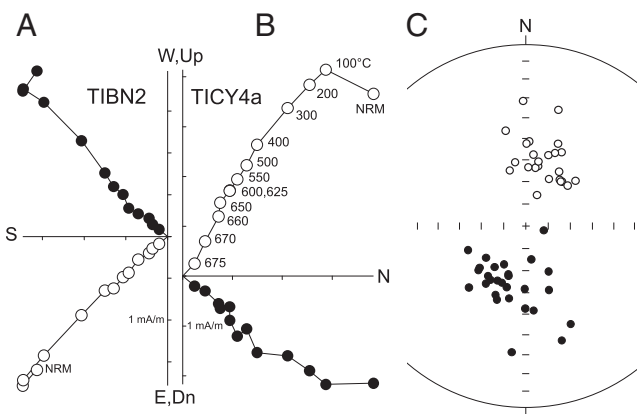 A
W,Up
B
C
N
TIBN2
TICY4a
100°C
200
NRM
300
400
500
550
600,625
650
660
670
675
S
N
1 mA/m
1 mA/m
NRM
E,Dn